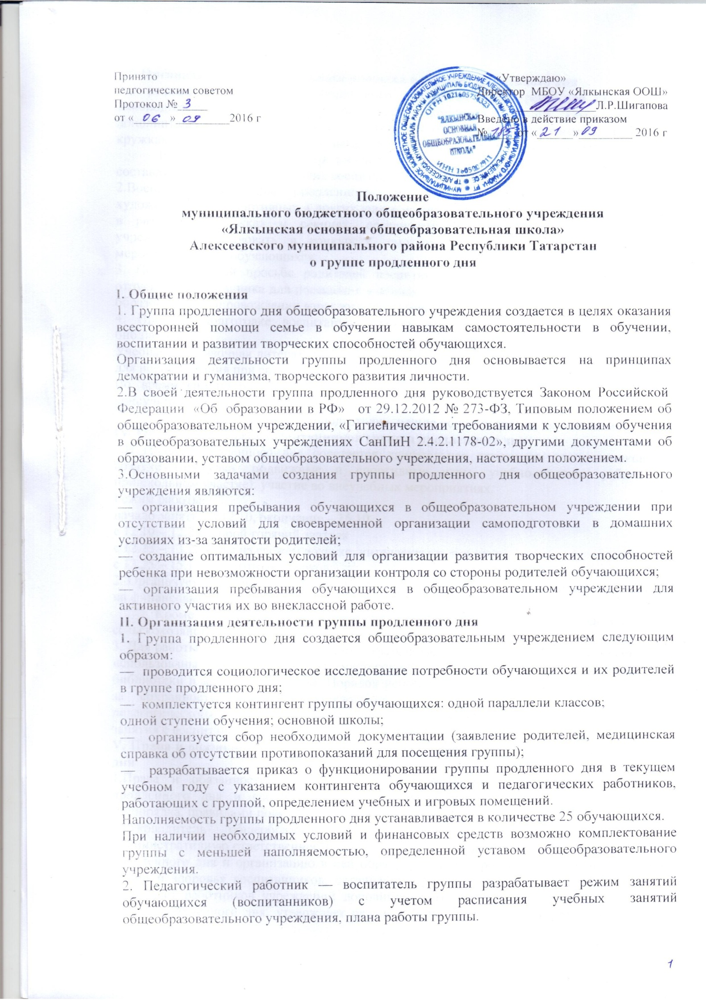 Принято
педгогическим советом
Протокол № 3
от « 06 » 09 2016 г
«Утверждаю»
Директор МБОУ «Ялкынская ООШ»
Л.Р.Шигапова
Введено в действие приказом
№ от « 21 » 09 2016 г
ОГРН 1021605756323
"ЯЛКЫНСКАЯ
ОСНОВНАЯ
ОБЩЕОБРАЗОВАТЕЛЬНАЯ
ШКОЛА"
ИНН 1605002911
Положение
муниципального бюджетного общеобразовательного учреждения
«Ялкынская основная общеобразовательная школа»
Алексеевского муниципального района Республики Татарстан
о группе продленного дня
I. Общие положения
1. Группа продленного дня общеобразовательного учреждения создается в целях оказания
всесторонней помощи семье в обучении навыкам самостоятельности в обучении,
воспитании и развитии творческих способностей обучающихся.
Организация деятельности группы продленного дня основывается на принципах
демократии и гуманизма, творческого развития личности.
2.В своей деятельности группа продленного дня руководствуется Законом Российской
Федерации «Об образовании в РФ» от 29.12.2012 № 273-ФЗ, Типовым положением об
общеобразовательном учреждении, «Гигиеническими требованиями к условиям обучения
в общеобразовательных учреждениях СанПиН 2.4.2.1178-02», другими документами об
образовании, уставом общеобразовательного учреждения, настоящим положением.
3.Основными задачами создания группы продленного дня общеобразовательного
учреждения являются:
— организация пребывания обучающихся в общеобразовательном учреждении при
отсутствии условий для своевременной организации самоподготовки в домашних
условиях из-за занятости родителей;
— создание оптимальных условий для организации развития творческих способностей
ребенка при невозможности организации контроля со стороны родителей обучающихся;
— организация пребывания обучающихся в общеобразовательном учреждении для
активного участия их во внеклассной работе.
II. Организация деятельности группы продленного дня
1. Группа продленного дня создается общеобразовательным учреждением следующим
образом:
— проводится социологическое исследование потребности обучающихся и их родителей
в группе продленного дня;
— комплектуется контингент группы обучающихся: одной параллели классов;
одной ступени обучения; основной школы;
— организуется сбор необходимой документации (заявление родителей, медицинская
справка об отсутствии противопоказаний для посещения группы);
— разрабатывается приказ о функционировании группы продленного дня в текущем
учебном году с указанием контингента обучающихся и педагогических работников,
работающих с группой, определением учебных и игровых помещений.
Наполняемость группы продленного дня устанавливается в количестве 25 обучающихся.
При наличии необходимых условий и финансовых средств возможно комплектование
группы с меньшей наполняемостью, определенной уставом общеобразовательного
учреждения.
2. Педагогический работник — воспитатель группы разрабатывает режим занятий
обучающихся (воспитанников) с учетом расписания учебных занятий
общеобразовательного учреждения, плана работы группы.
1